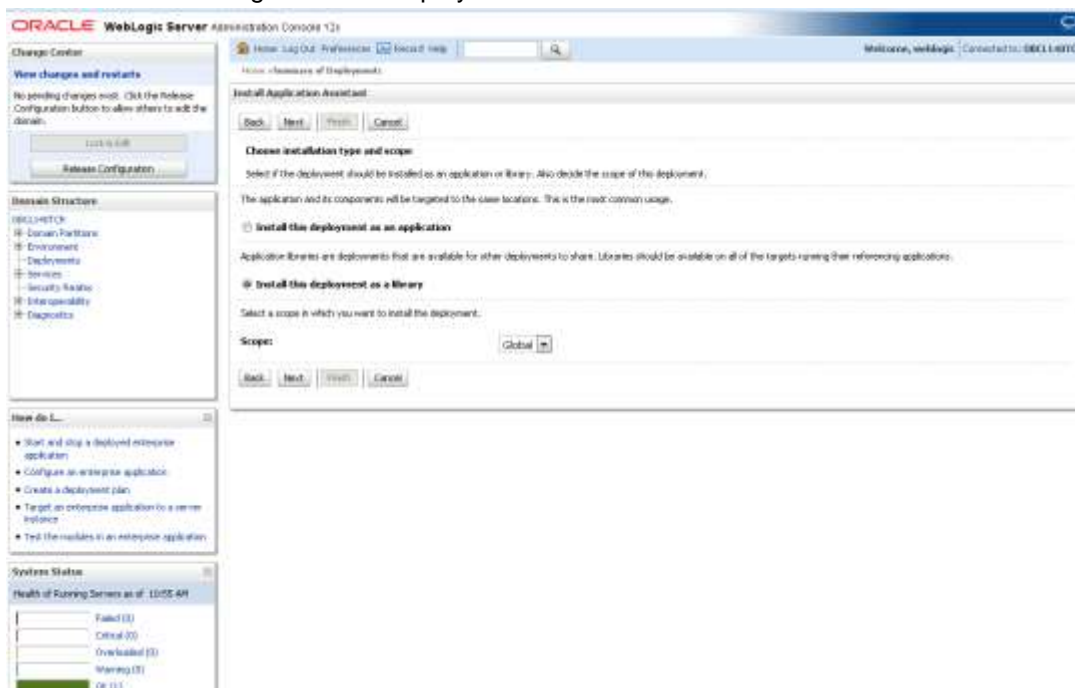 ORACLE WebLogic Server Administration Console 12c
Change Center
View changes and restarts
No pending changes exist. Click the Release
Configuration button to allow others to edit the
domain.
Lock & Edit
Release Configuration
Domain Structure
Domain Partitions
Environment
Deployments
Services
Security Realms
Interoperability
Diagnostics
How do I...
Start and stop a deployed enterprise
application
Configure an enterprise application
Create a deployment plan
Target an enterprise application to a server
instance
Test the modules in an enterprise application
System Status
Health of Running Servers as of 10:55 AM
Failed (0)
Critical (0)
Overloaded (0)
Warning (0)
OK (1)
Home Log Out Preferences Record Help
Welcome, weblogic Connected to:
Home >Summary of Deployments
Install Application Assistant
Back Next Finish Cancel
Choose installation type and scope
Select if the deployment should be installed as an application or library. Also decide the scope of this deployment.
The application and its components will be targeted to the same locations. This is the most common usage.
Install this deployment as an application
Application libraries are deployments that are available for other deployments to share. Libraries should be available on all of the targets running their referencing applications.
Install this deployment as a library
Select a scope in which you want to install the deployment.
Scope: Global
Back Next Finish Cancel